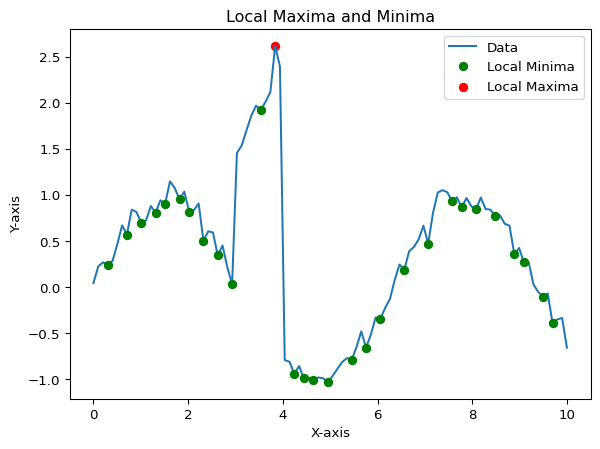 Local Maxima and Minima
Data
Local Minima
Local Maxima
Y-axis
2.5
2.0
1.5
1.0
0.5
0.0
−0.5
−1.0
0 2 4 6 8 10
X-axis